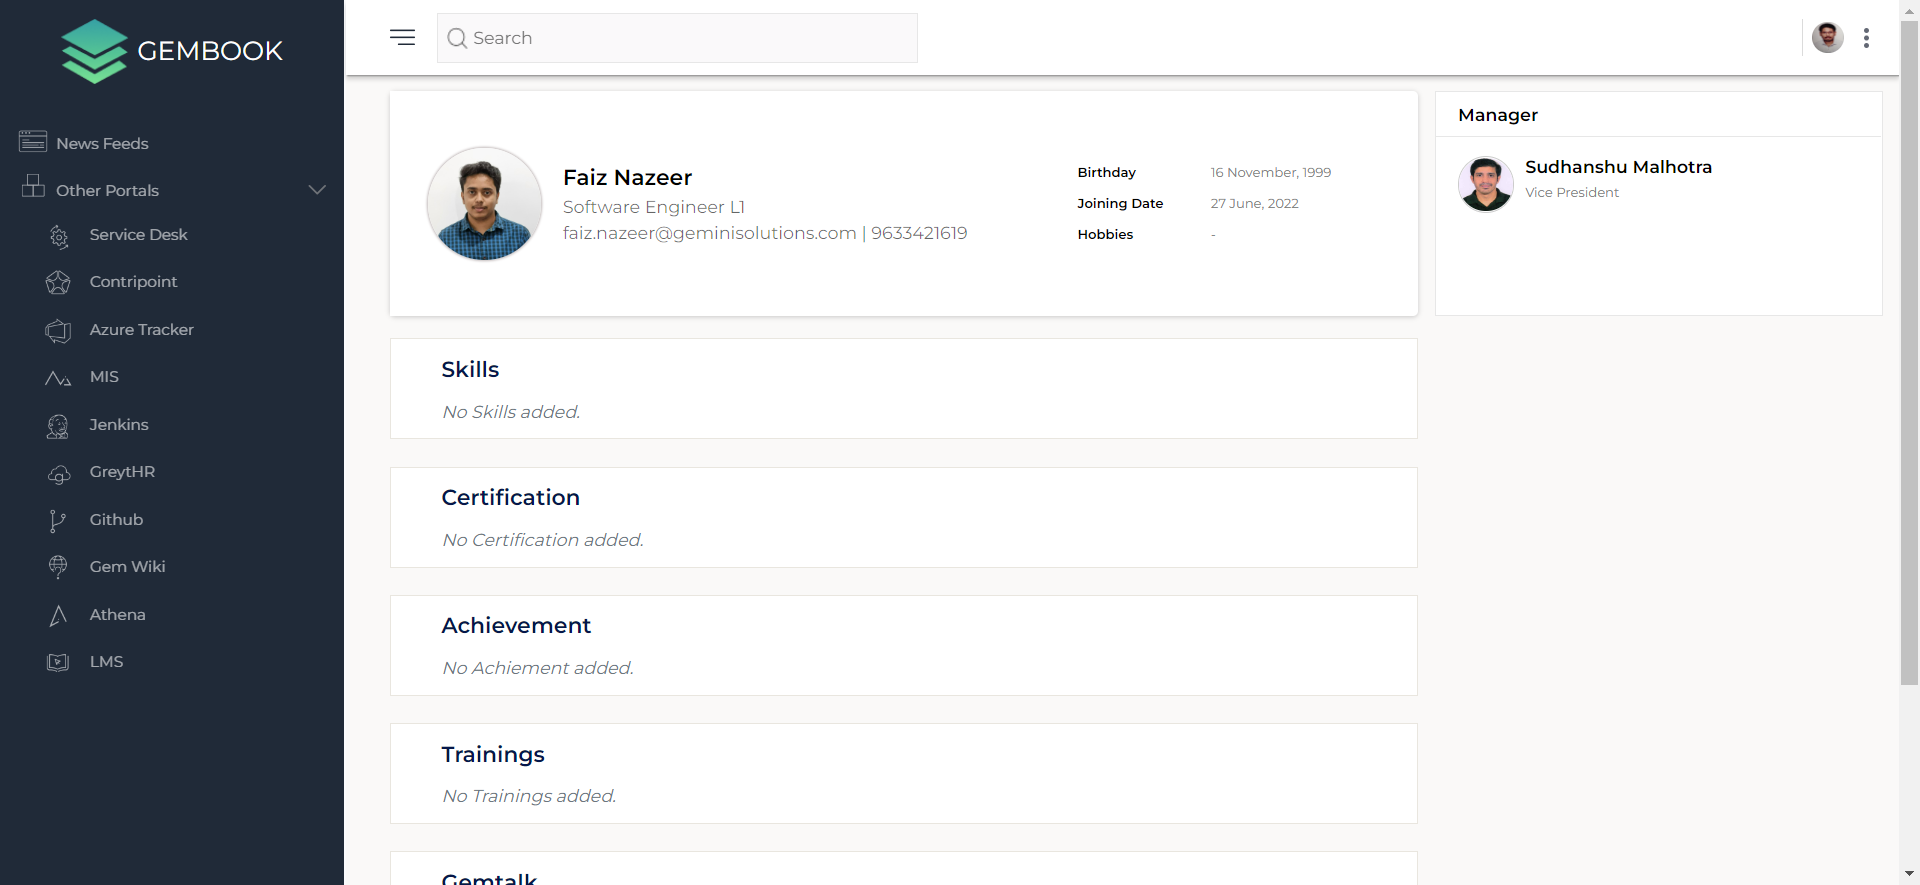 GEMBOOK
News Feeds
Other Portals
Service Desk
Contripoint
Azure Tracker
MIS
Jenkins
GreytHR
Github
Gem Wiki
Athena
LMS
Search
Faiz Nazeer
Software Engineer L1
faiz.nazeer@geminisolutions.com | 9633421619
Birthday 16 November, 1999
Joining Date 27 June, 2022
Hobbies -
Manager
Sudhanshu Malhotra
Vice President
Skills
No Skills added.
Certification
No Certification added.
Achievement
No Achiement added.
Trainings
No Trainings added.
Gemtalk